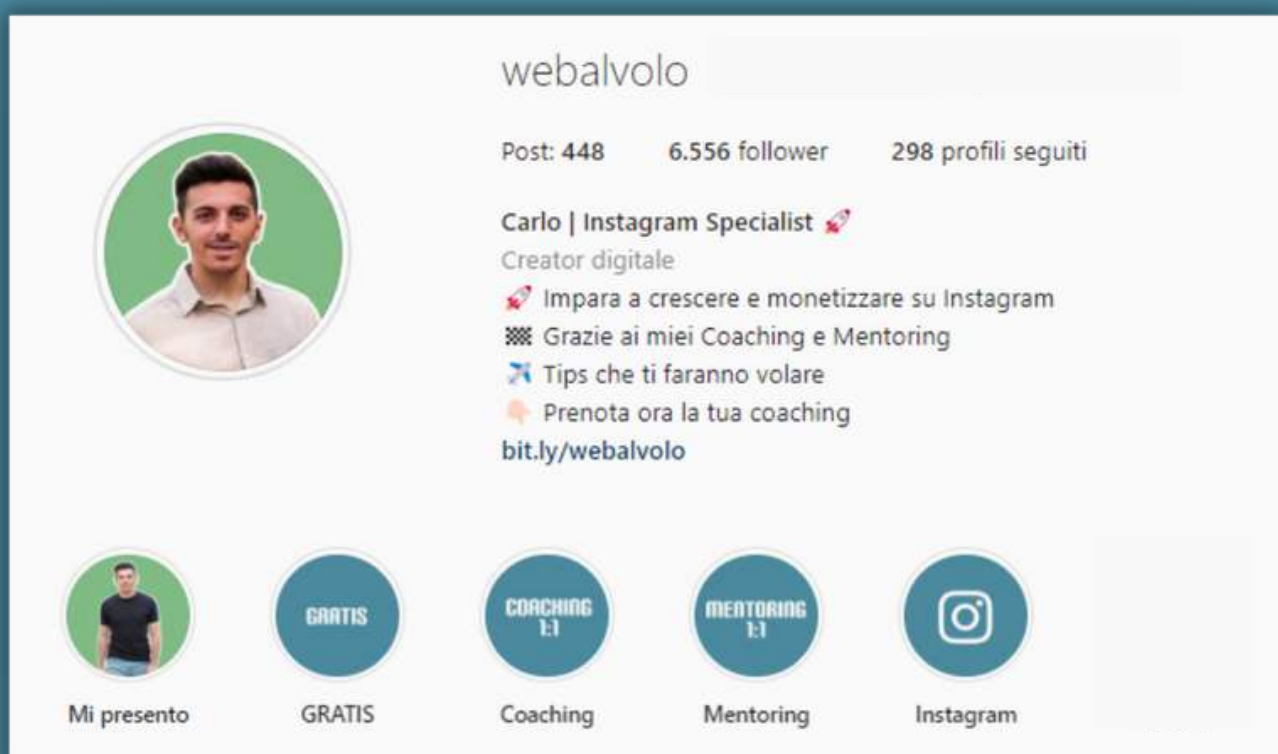 webalvolo
Post: 448 6.556 follower 298 profili seguiti
Carlo | Instagram Specialist 🚀
Creator digitale
🚀 Impara a crescere e monetizzare su Instagram
🏁 Grazie ai miei Coaching e Mentoring
✈️ Tips che ti faranno volare
👇🏻 Prenota ora la tua coaching
bit.ly/webalvolo
GRATIS
COACHING
1:1
MENTORING
1:1
Mi presento GRATIS Coaching Mentoring Instagram